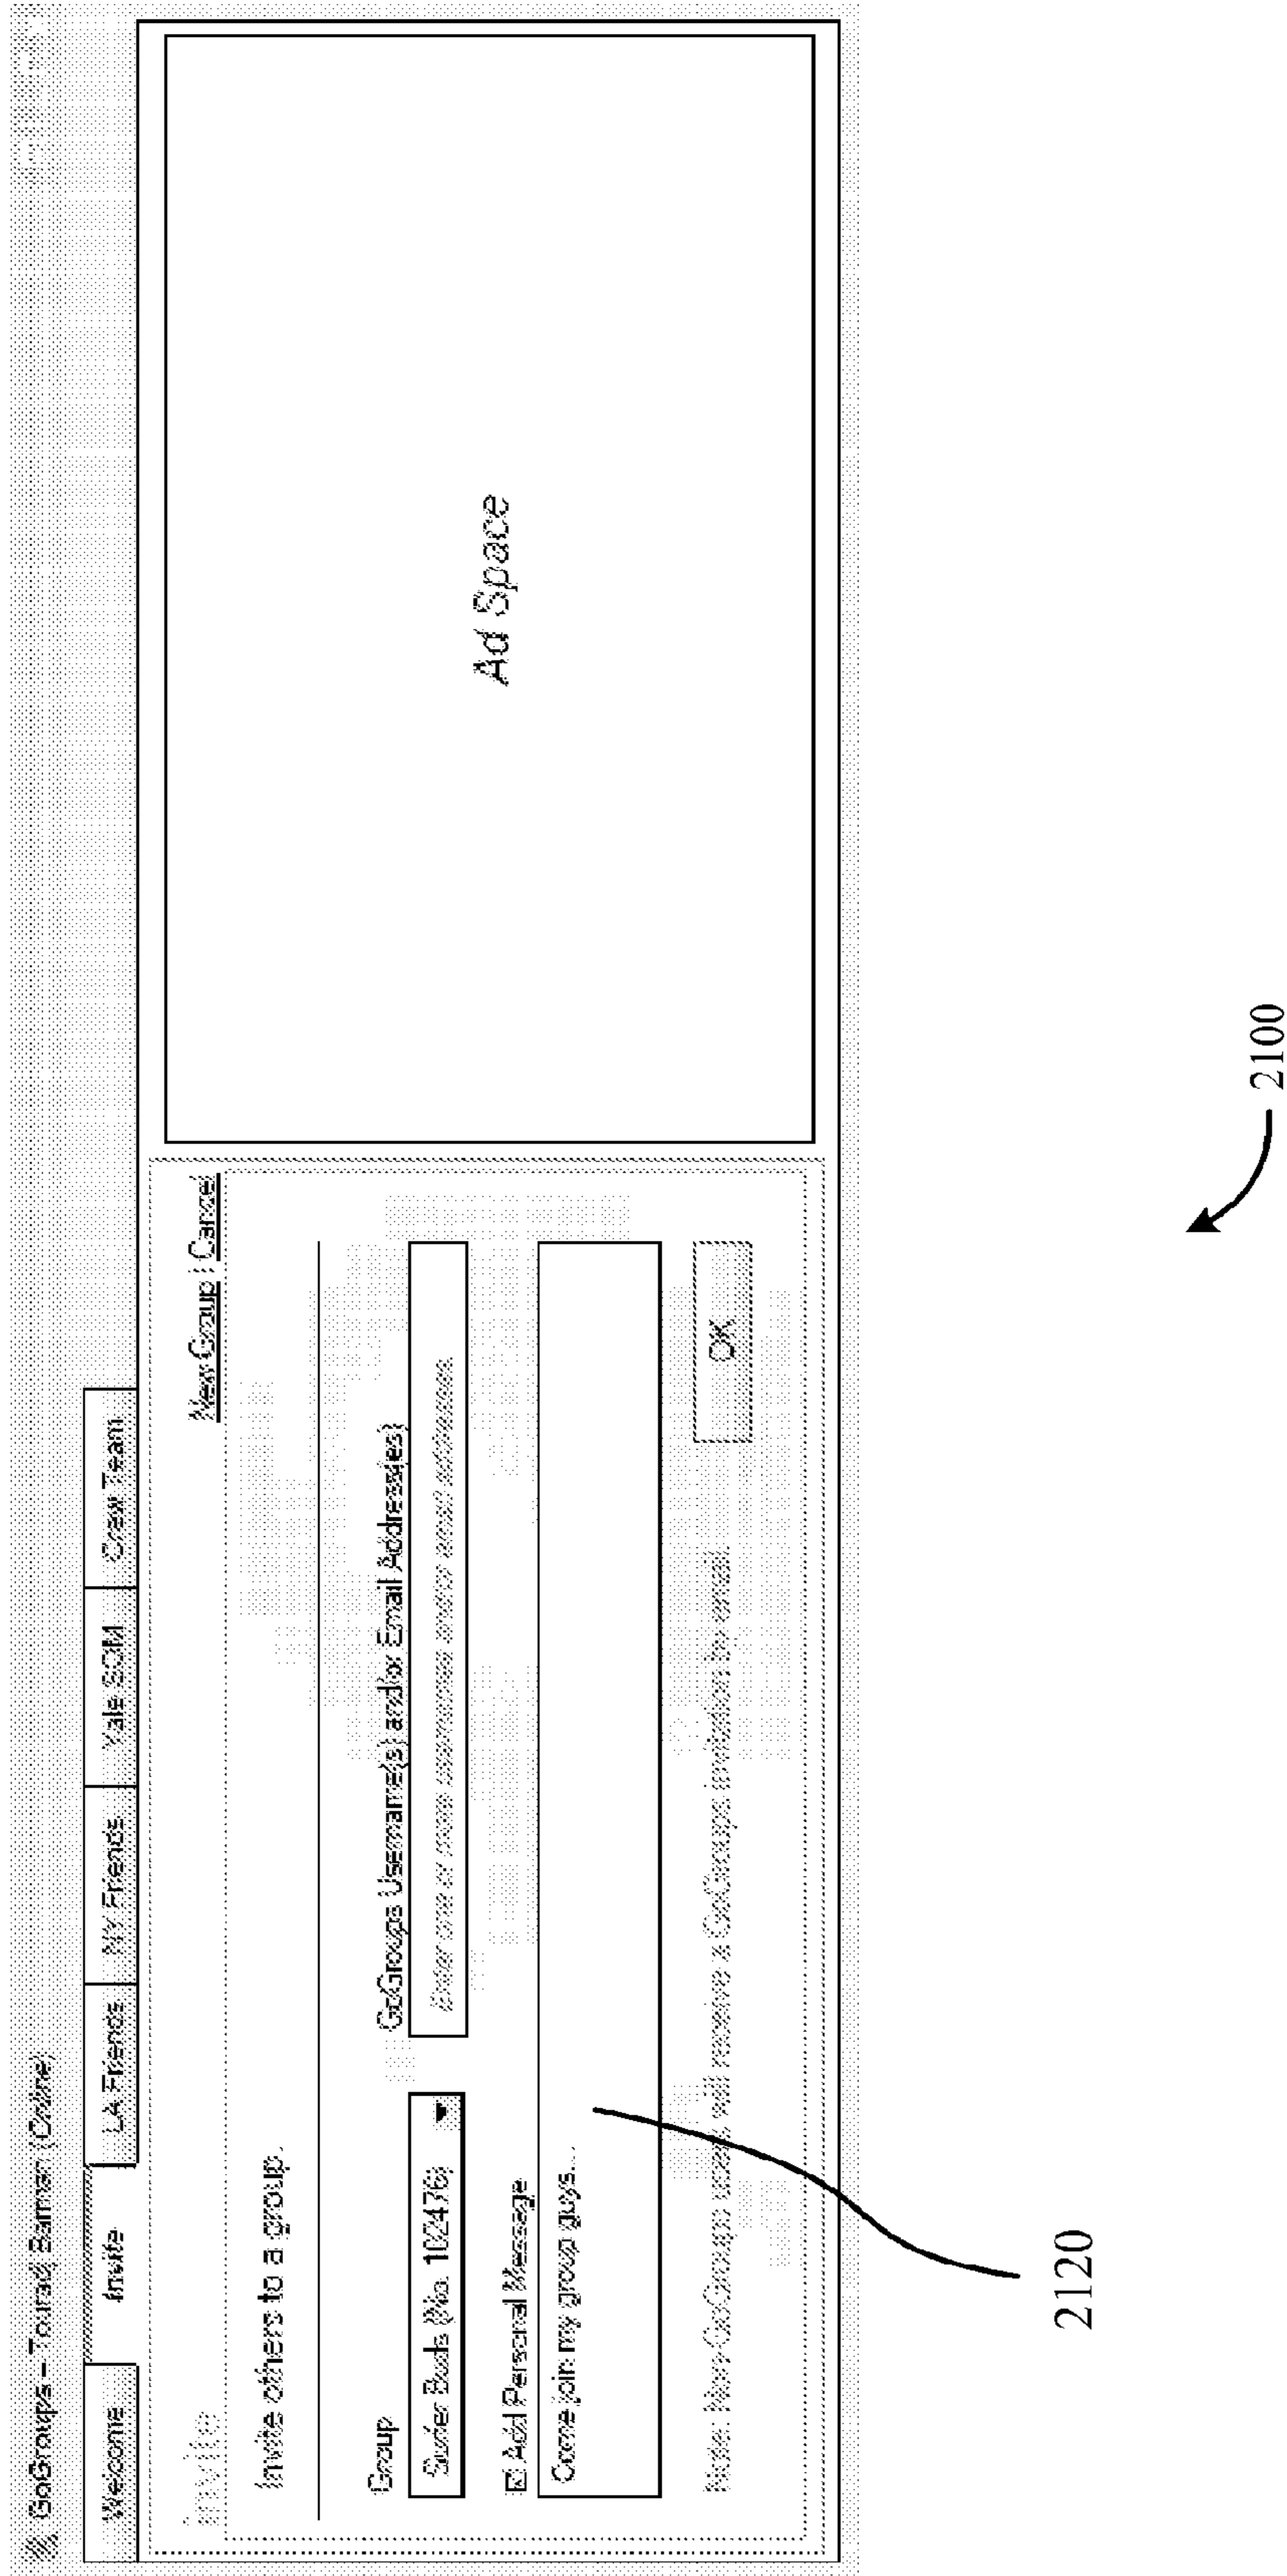 GoGroups – Tourad Barman (Online)
Welcome
Invite
LA Friends
NY Friends
Yale SOM
Crew Team
Invite
New Group | Cancel
Invite others to a group.
Group
GoGroups Username(s) and/or Email Address(es)
Surfer Buds (No. 102476)
Enter one or more usernames and/or email addresses.
Add Personal Message
Come join my group guys...
Note: Non-GoGroups users will receive a GoGroups invitation by email.
OK
Ad Space
2120
2100